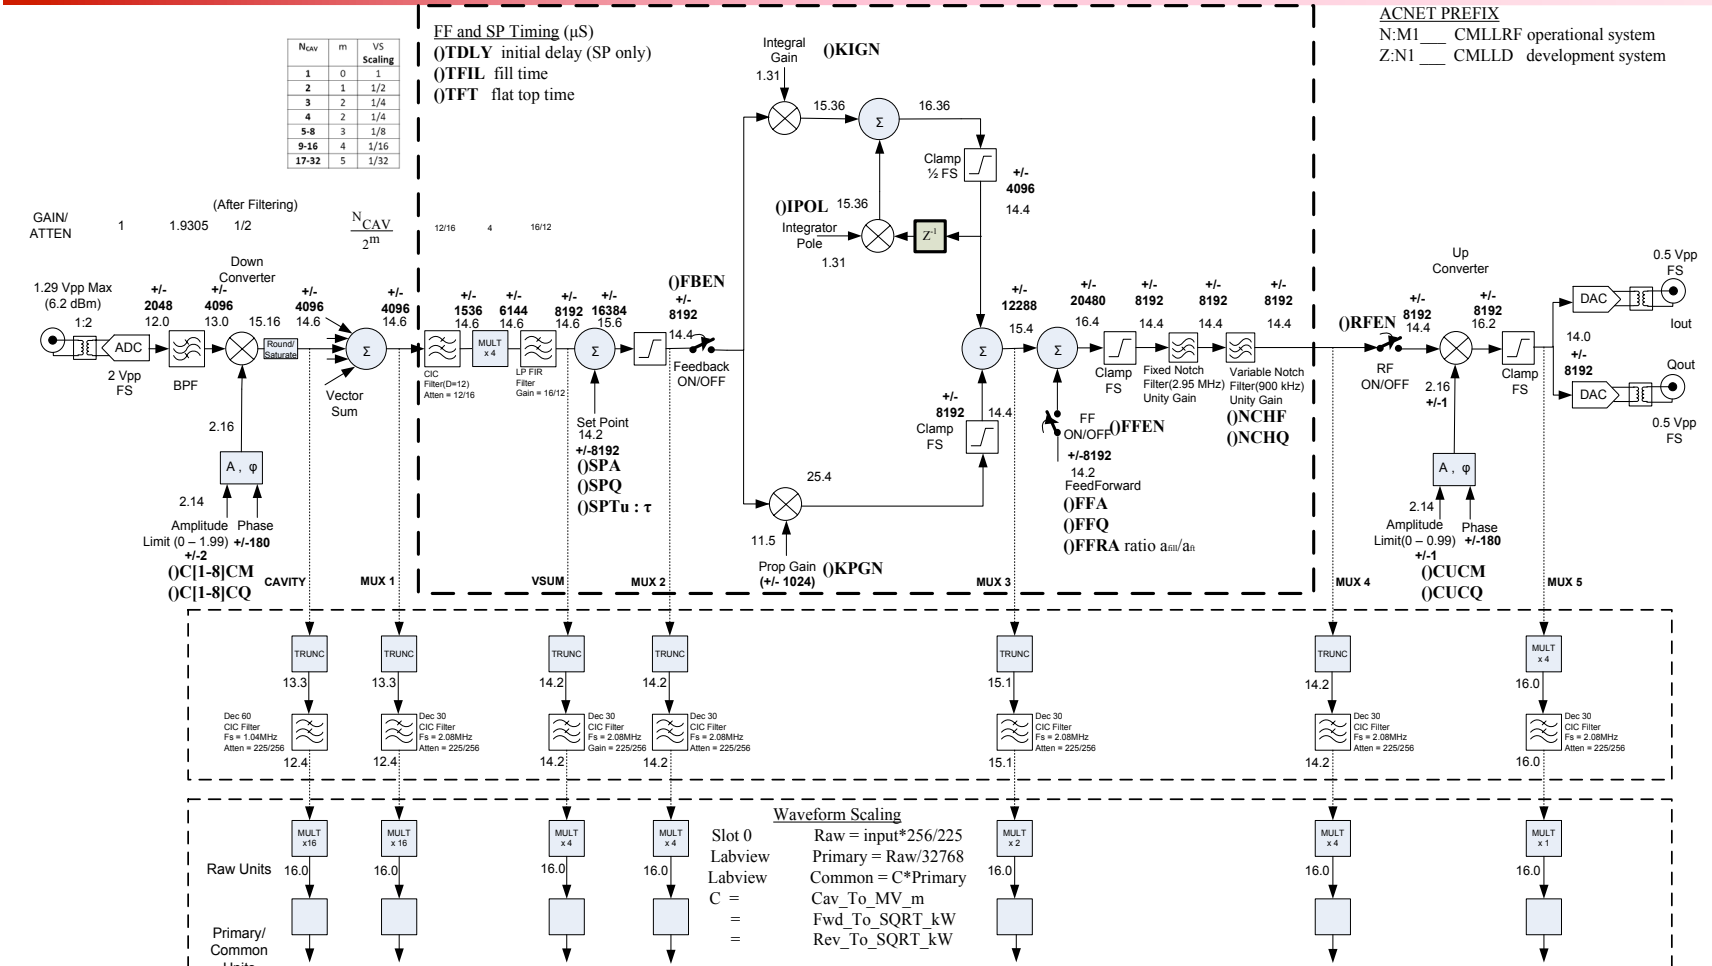 ACNET PREFIX
N:M1___ CMLLRF operational system
Z:N1 ___ CMLLD development system
FF and SP Timing (μS)
()TDLY initial delay (SP only)
()TFIL fill time
()TFT flat top time
NCAV m VS Scaling
1 0 1
2 1 1/2
3 2 1/4
4 2 1/4
5-8 3 1/8
9-16 4 1/16
17-32 5 1/32
Integral
Gain
()KIGN
1.31
15.36
Σ
16.36
Clamp
½ FS
+/-
4096
14.4
()IPOL
15.36
Integrator
Pole
1.31
Z-1
GAIN/
ATTEN
1
1.9305
(After Filtering)
1/2
NCAV
2m
12/16
4
16/12
1.29 Vpp Max
(6.2 dBm)
1:2
ADC
2 Vpp
FS
+/-
2048
12.0
BPF
Down
Converter
+/-
4096
13.0
15.16
Round/
Saturate
+/-
4096
14.6
Σ
Vector
Sum
+/-
4096
14.6
2.16
A , φ
2.14
Amplitude
Limit (0 – 1.99)
+/-2
Phase
+/-180
()C[1-8]CM
()C[1-8]CQ
+/-
1536
14.6
CIC
Filter(D=12)
Atten = 12/16
+/-
6144
14.6
MULT
x 4
LP FIR
Filter
Gain = 16/12
+/-
8192
14.6
Σ
+/-
16384
15.6
Set Point
14.2
+/-8192
()SPA
()SPQ
()SPTu : τ
()FBEN
+/-
8192
14.4
Feedback
ON/OFF
25.4
11.5
Prop Gain
(+/- 1024)
()KPGN
+/-
8192
Clamp
FS
14.4
Σ
+/-
12288
15.4
Σ
+/-
20480
16.4
FF
ON/OFF
()FFEN
+/-8192
14.2
FeedForward
()FFA
()FFQ
()FFRA ratio afill/aft
Clamp
FS
+/-
8192
14.4
Fixed Notch
Filter(2.95 MHz)
Unity Gain
+/-
8192
14.4
Variable Notch
Filter(900 kHz)
Unity Gain
()NCHF
()NCHQ
+/-
8192
14.4
()RFEN
RF
ON/OFF
+/-
8192
14.4
Up
Converter
+/-
8192
16.2
2.16
+/-1
A , φ
2.14
Amplitude
Limit(0 – 0.99)
+/-1
Phase
+/-180
()CUCM
()CUCQ
Clamp
FS
14.0
+/-
8192
DAC
0.5 Vpp
FS
Iout
DAC
Qout
0.5 Vpp
FS
CAVITY
MUX 1
VSUM
MUX 2
MUX 3
MUX 4
MUX 5
TRUNC
TRUNC
TRUNC
TRUNC
TRUNC
TRUNC
MULT
x 4
13.3
13.3
14.2
14.2
15.1
14.2
16.0
Dec 60
CIC Filter
Fs = 1.04MHz
Atten = 225/256
Dec 30
CIC Filter
Fs = 2.08MHz
Atten = 225/256
Dec 30
CIC Filter
Fs = 2.08MHz
Gain = 225/256
Dec 30
CIC Filter
Fs = 2.08MHz
Atten = 225/256
Dec 30
CIC Filter
Fs = 2.08MHz
Atten = 225/256
Dec 30
CIC Filter
Fs = 2.08MHz
Atten = 225/256
Dec 30
CIC Filter
Fs = 2.08MHz
Atten = 225/256
12.4
12.4
14.2
14.2
15.1
14.2
16.0
MULT
x16
MULT
x 16
MULT
x 4
MULT
x 4
MULT
x 2
MULT
x 4
MULT
x 1
Raw Units
16.0
16.0
16.0
16.0
16.0
16.0
16.0
Waveform Scaling
Slot 0 Raw = input*256/225
Labview Primary = Raw/32768
Labview Common = C*Primary
C = Cav_To_MV_m
= Fwd_To_SQRT_kW
= Rev_To_SQRT_kW
Primary/
Common